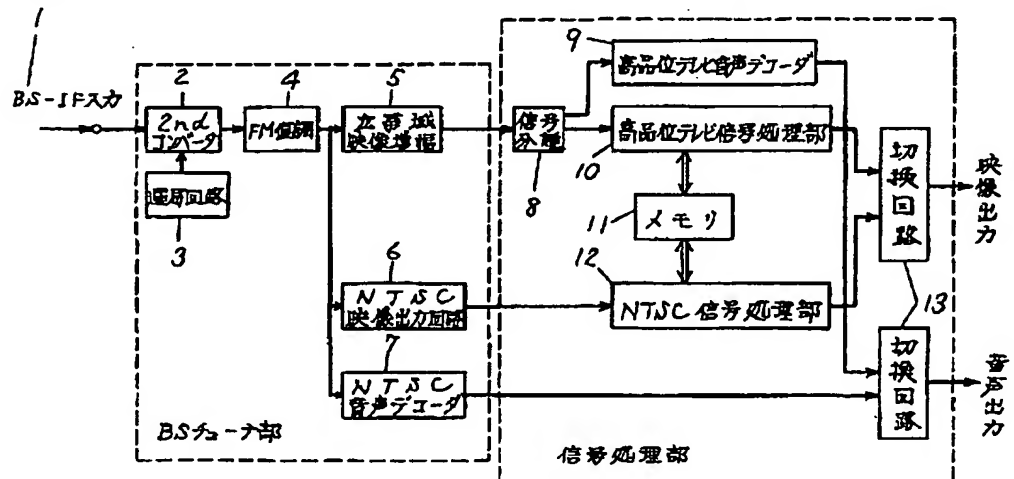 1
BS-IF入力
2
2nd
コンバータ
3
選局回路
4
FM復調
5
広帯域
映像増幅
6
NTSC
映像出力回路
7
NTSC
音声デコーダ
BSチューナ部
8
信号
分離
9
高品位テレビ音声デコーダ
10
高品位テレビ信号処理部
11
メモリ
12
NTSC信号処理部
13
切換回路
切換回路
映像出力
音声出力
信号処理部